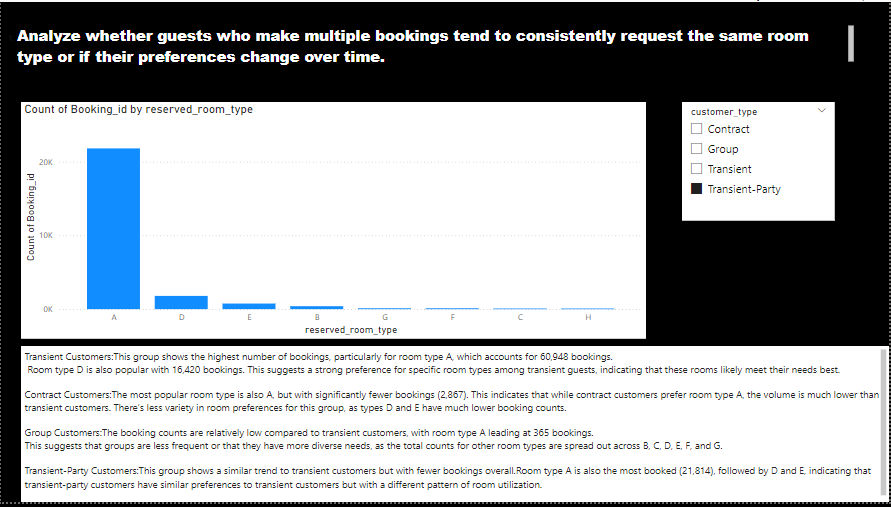 Analyze whether guests who make multiple bookings tend to consistently request the same room
type or if their preferences change over time.
Count of Booking_id by reserved_room_type
customer_type
Contract
Group
Transient
Transient-Party
Count of Booking_id
20K
10K
0K
A D E B G F C H
reserved_room_type
Transient Customers:This group shows the highest number of bookings, particularly for room type A, which accounts for 60,948 bookings.
Room type D is also popular with 16,420 bookings. This suggests a strong preference for specific room types among transient guests, indicating that these rooms likely meet their needs best.
Contract Customers:The most popular room type is also A, but with significantly fewer bookings (2,867). This indicates that while contract customers prefer room type A, the volume is much lower than
transient customers. There's less variety in room preferences for this group, as types D and E have much lower booking counts.
Group Customers:The booking counts are relatively low compared to transient customers, with room type A leading at 365 bookings.
This suggests that groups are less frequent or that they have more diverse needs, as the total counts for other room types are spread out across B, C, D, E, F, and G.
Transient-Party Customers:This group shows a similar trend to transient customers but with fewer bookings overall.Room type A is also the most booked (21,814), followed by D and E, indicating that
transient-party customers have similar preferences to transient customers but with a different pattern of room utilization.